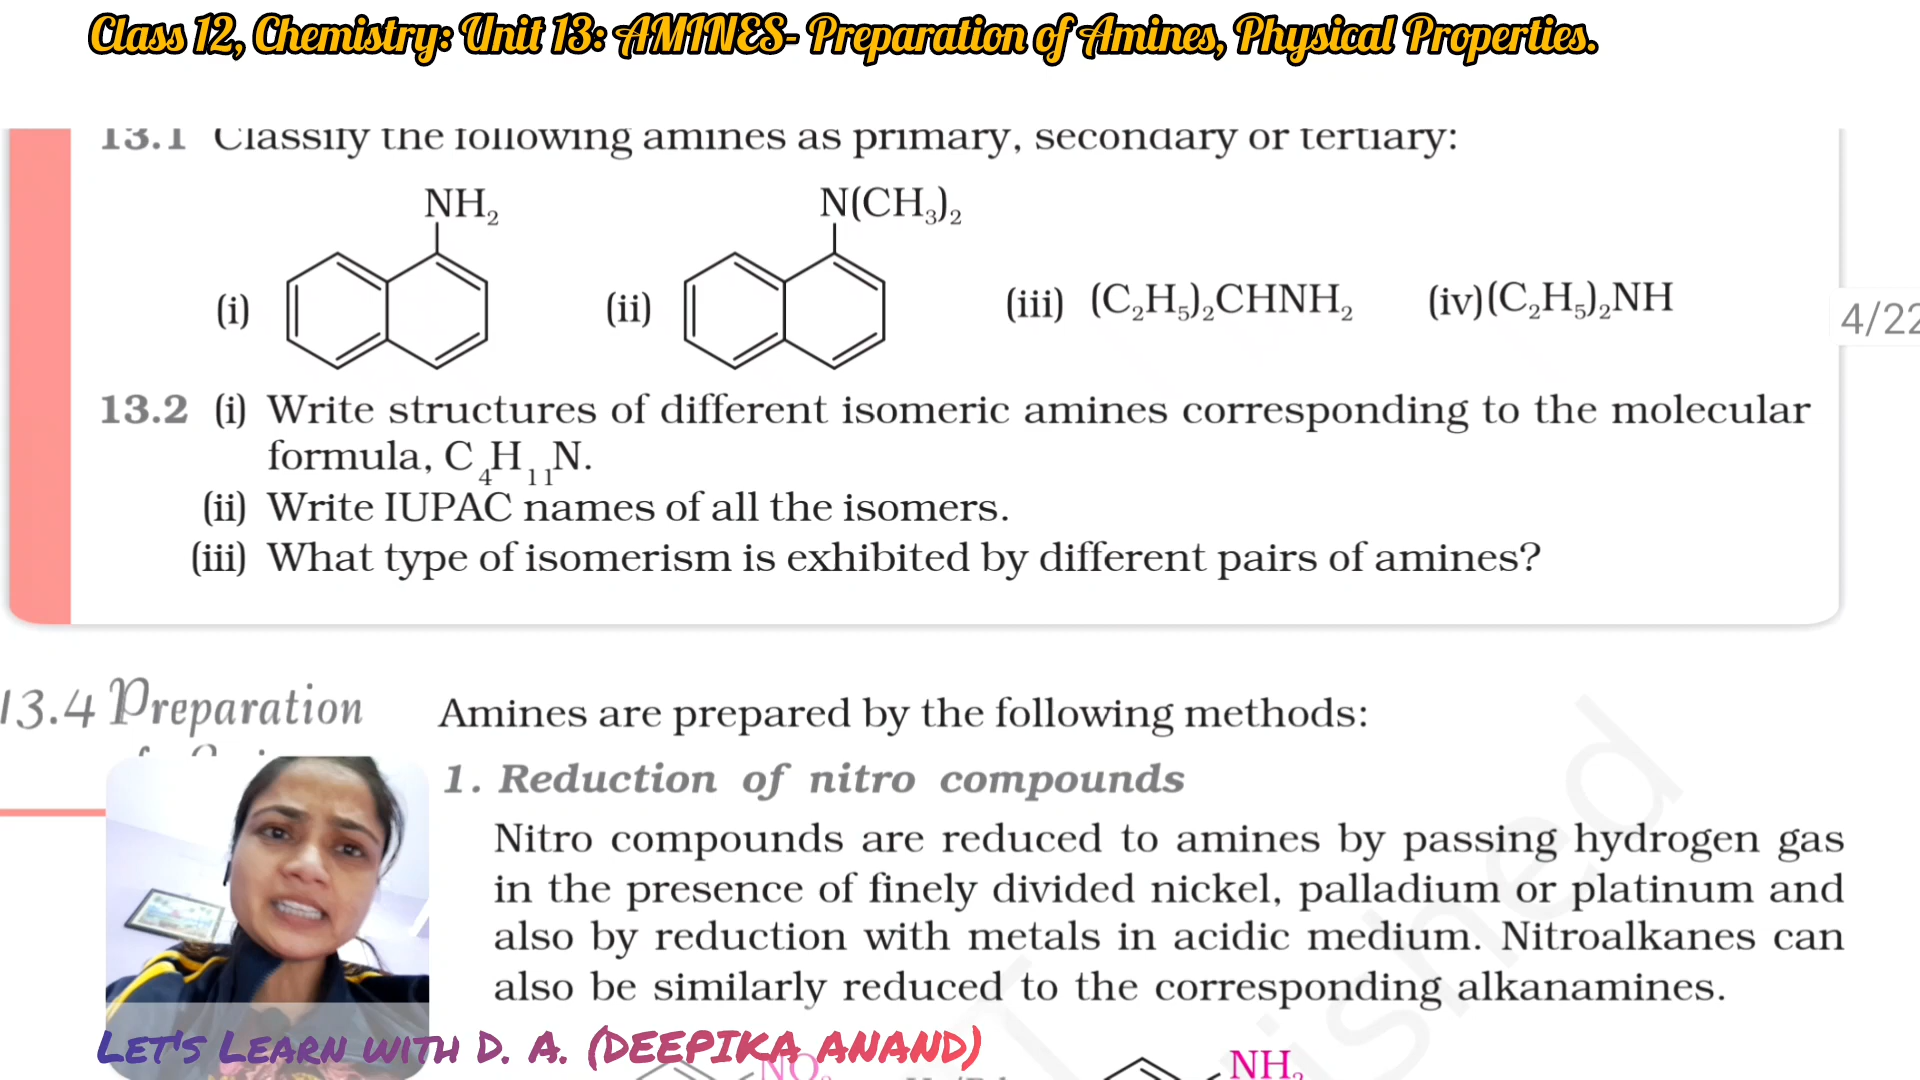 Class 12, Chemistry: Unit 13: AMINES- Preparation of Amines, Physical Properties.
13.1 Classify the following amines as primary, secondary or tertiary:
NH₂ N(CH₃)₂
(i) (ii) (iii) (C₂H₅)₂CHNH₂ (iv) (C₂H₅)₂NH
4/22
13.2 (i) Write structures of different isomeric amines corresponding to the molecular
formula, C₄H₁₁N.
(ii) Write IUPAC names of all the isomers.
(iii) What type of isomerism is exhibited by different pairs of amines?
13.4 Preparation
Amines are prepared by the following methods:
1. Reduction of nitro compounds
Nitro compounds are reduced to amines by passing hydrogen gas
in the presence of finely divided nickel, palladium or platinum and
also by reduction with metals in acidic medium. Nitroalkanes can
also be similarly reduced to the corresponding alkanamines.
LET'S LEARN WITH D. A. (DEEPIKA ANAND)
NO₂ NH₂